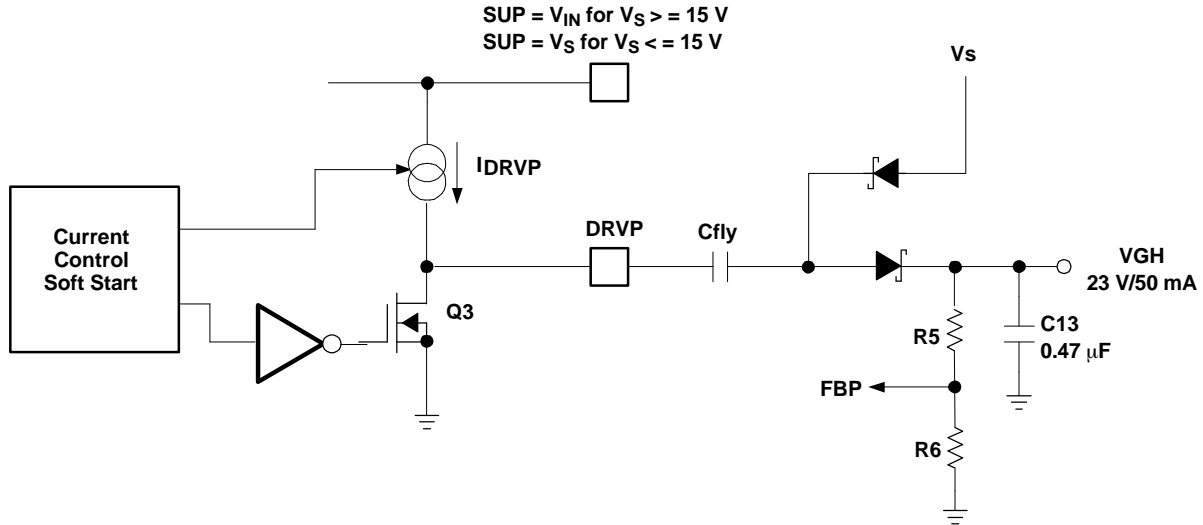 SUP = VIN for VS > = 15 V
SUP = VS for VS < = 15 V
Vs
IDRVP
Current
Control
Soft Start
DRVP
Cfly
VGH
23 V/50 mA
Q3
R5
C13
0.47 μF
FBP
R6